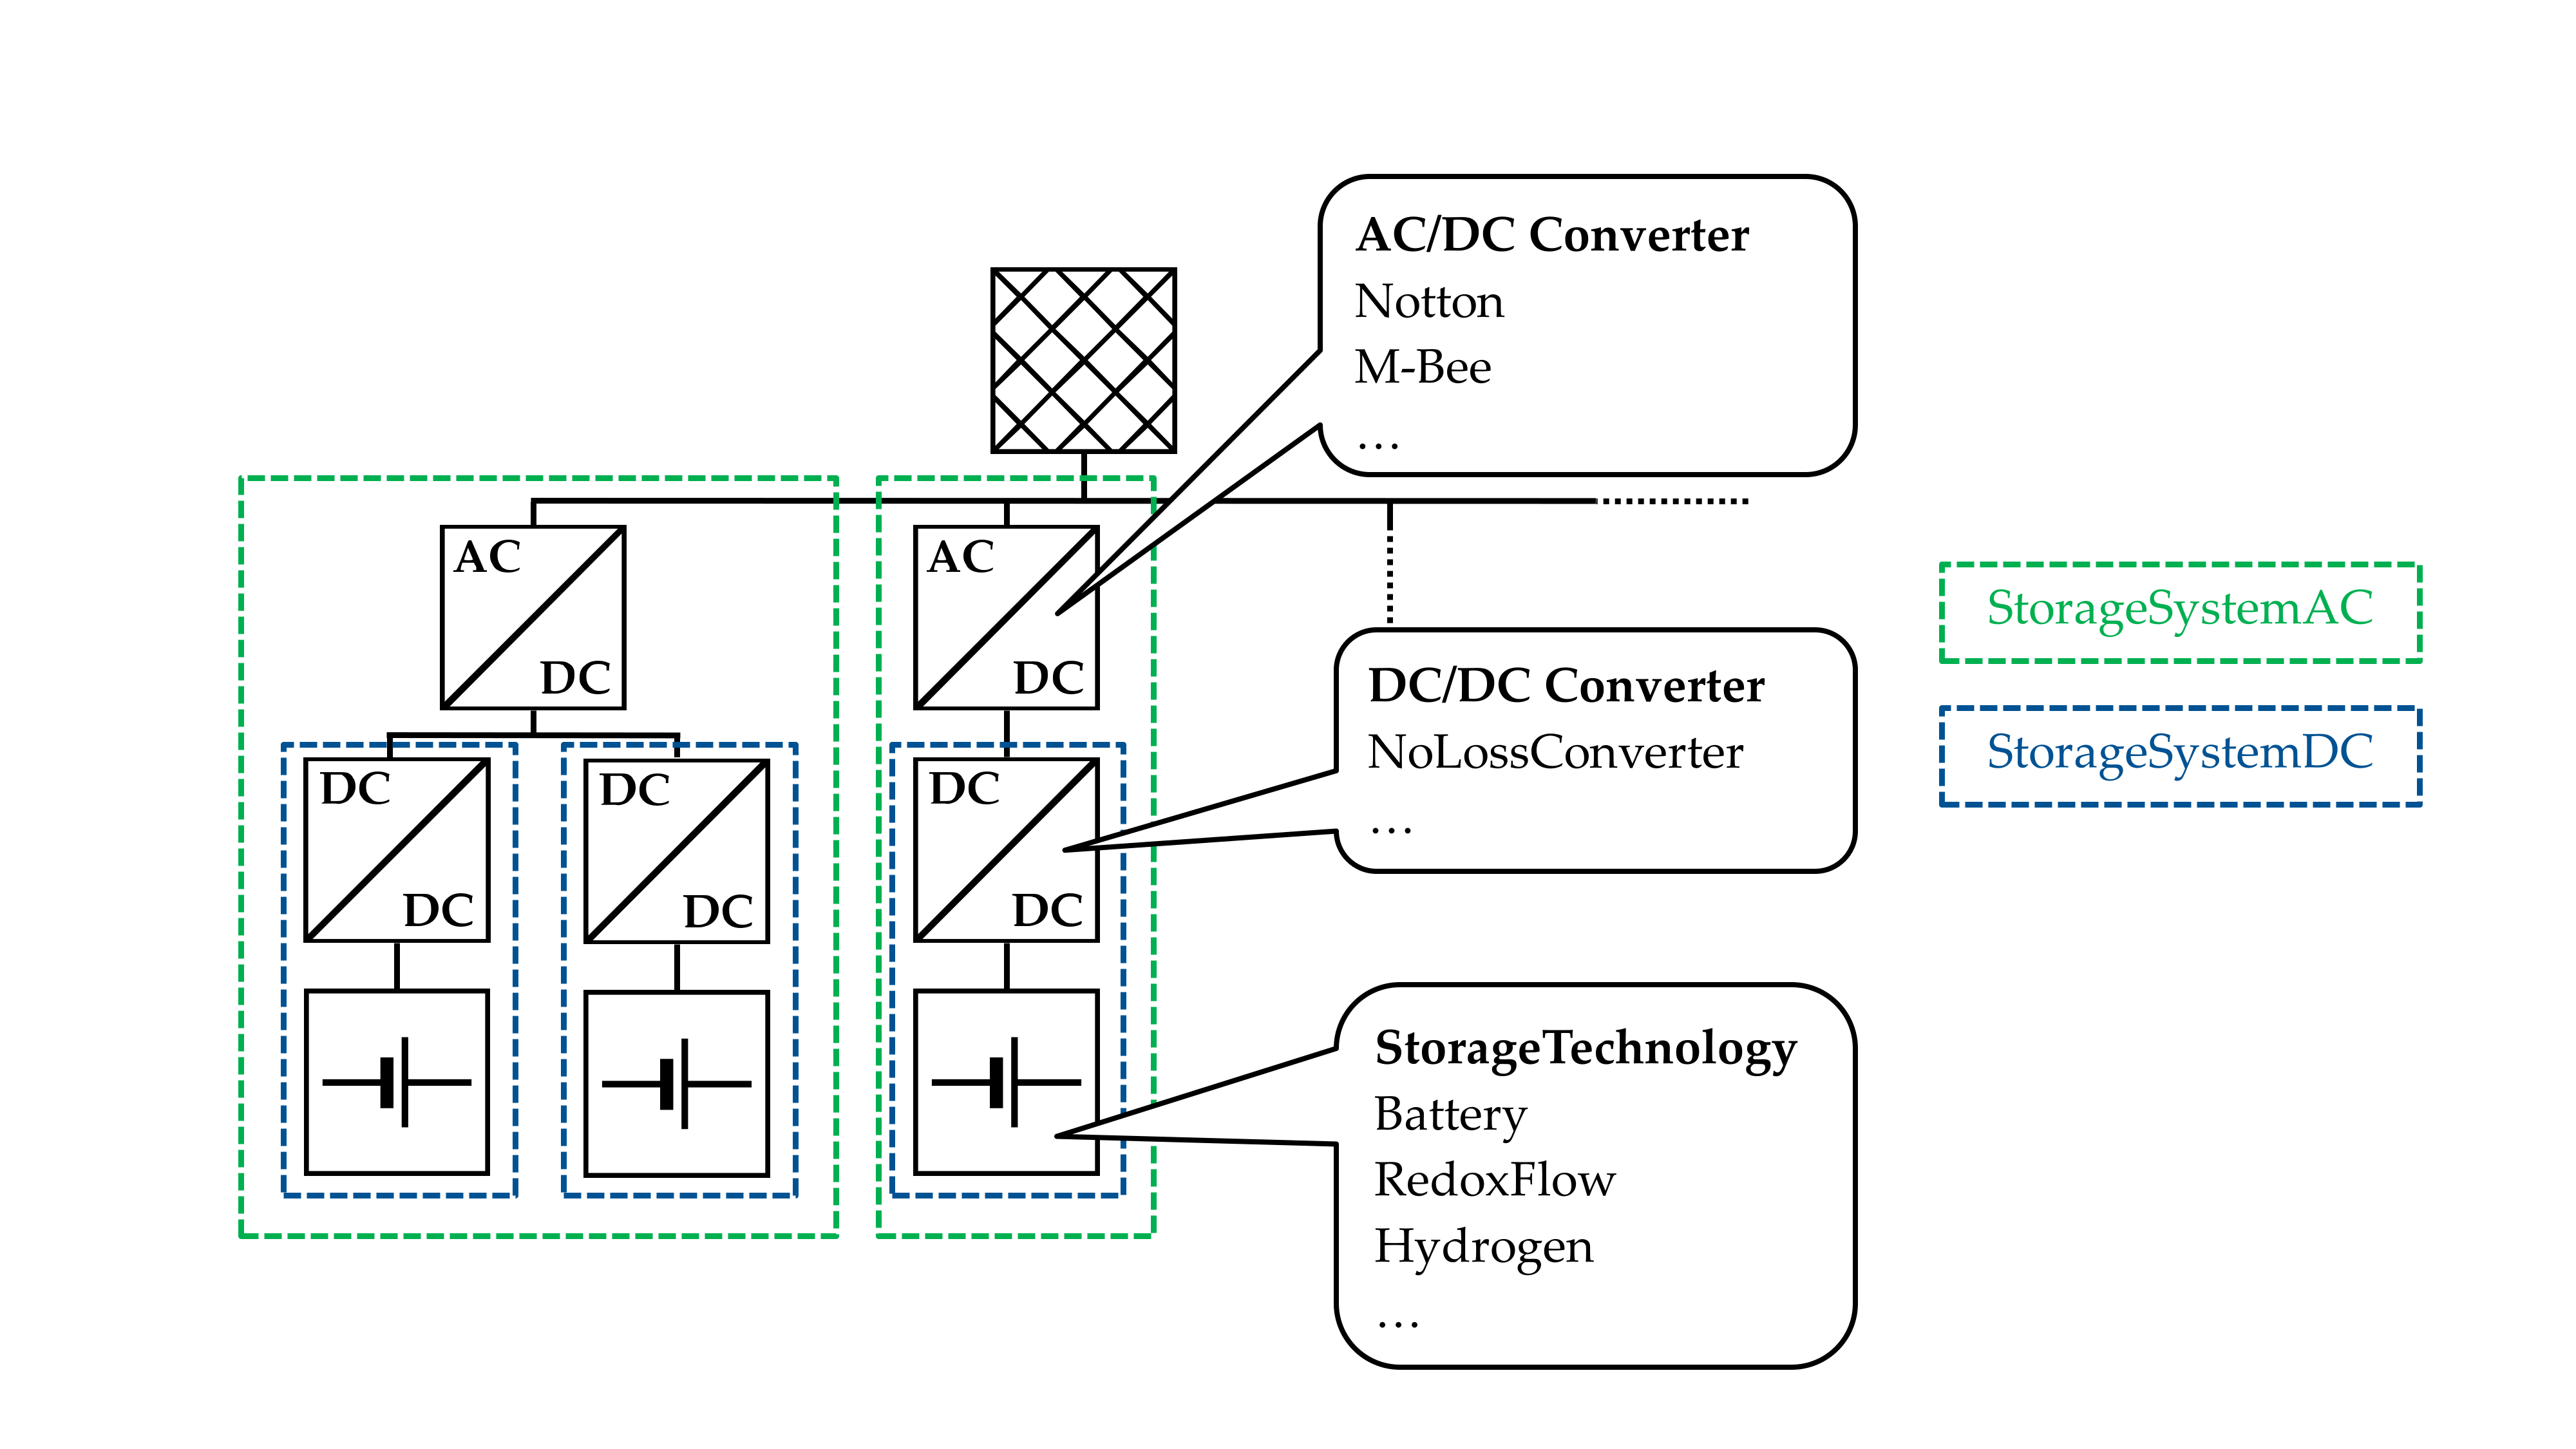 AC/DC Converter
Notton
M-Bee
…
AC
DC
AC
DC
DC/DC Converter
NoLossConverter
…
StorageSystemAC
StorageSystemDC
DC
DC
DC
DC
DC
DC
StorageTechnology
Battery
RedoxFlow
Hydrogen
…